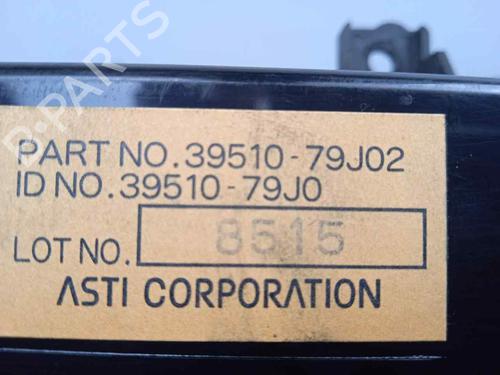 B-PARTS
PART NO. 39510-79J02
ID NO. 39510-79J0
LOT NO. 8515
ASTI CORPORATION